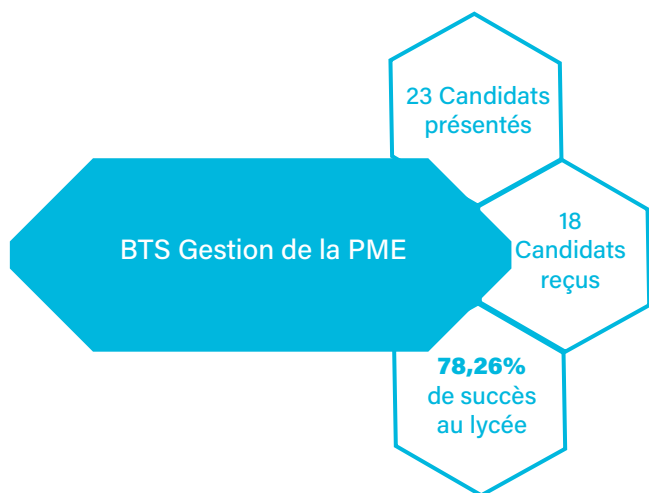 23 Candidats
présentés
BTS Gestion de la PME
18
Candidats
reçus
78,26%
de succès
au lycée